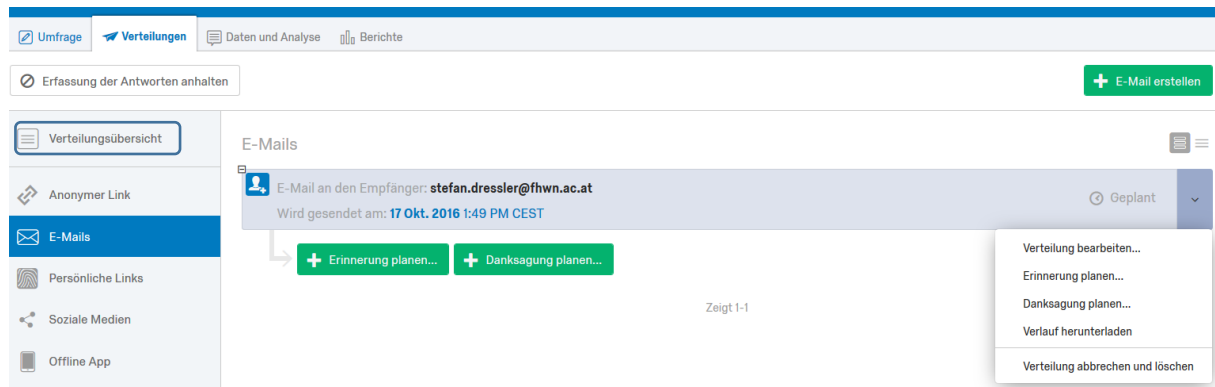 Umfrage
Verteilungen
Daten und Analyse
Berichte
Erfassung der Antworten anhalten
E-Mail erstellen
Verteilungsübersicht
Anonymer Link
E-Mails
Persönliche Links
Soziale Medien
Offline App
E-Mails
E-Mail an den Empfänger: stefan.dressler@fhwn.ac.at
Wird gesendet am: 17 Okt. 2016 1:49 PM CEST
Geplant
Erinnerung planen...
Danksagung planen...
Zeigt 1-1
Verteilung bearbeiten...
Erinnerung planen...
Danksagung planen...
Verlauf herunterladen
Verteilung abbrechen und löschen